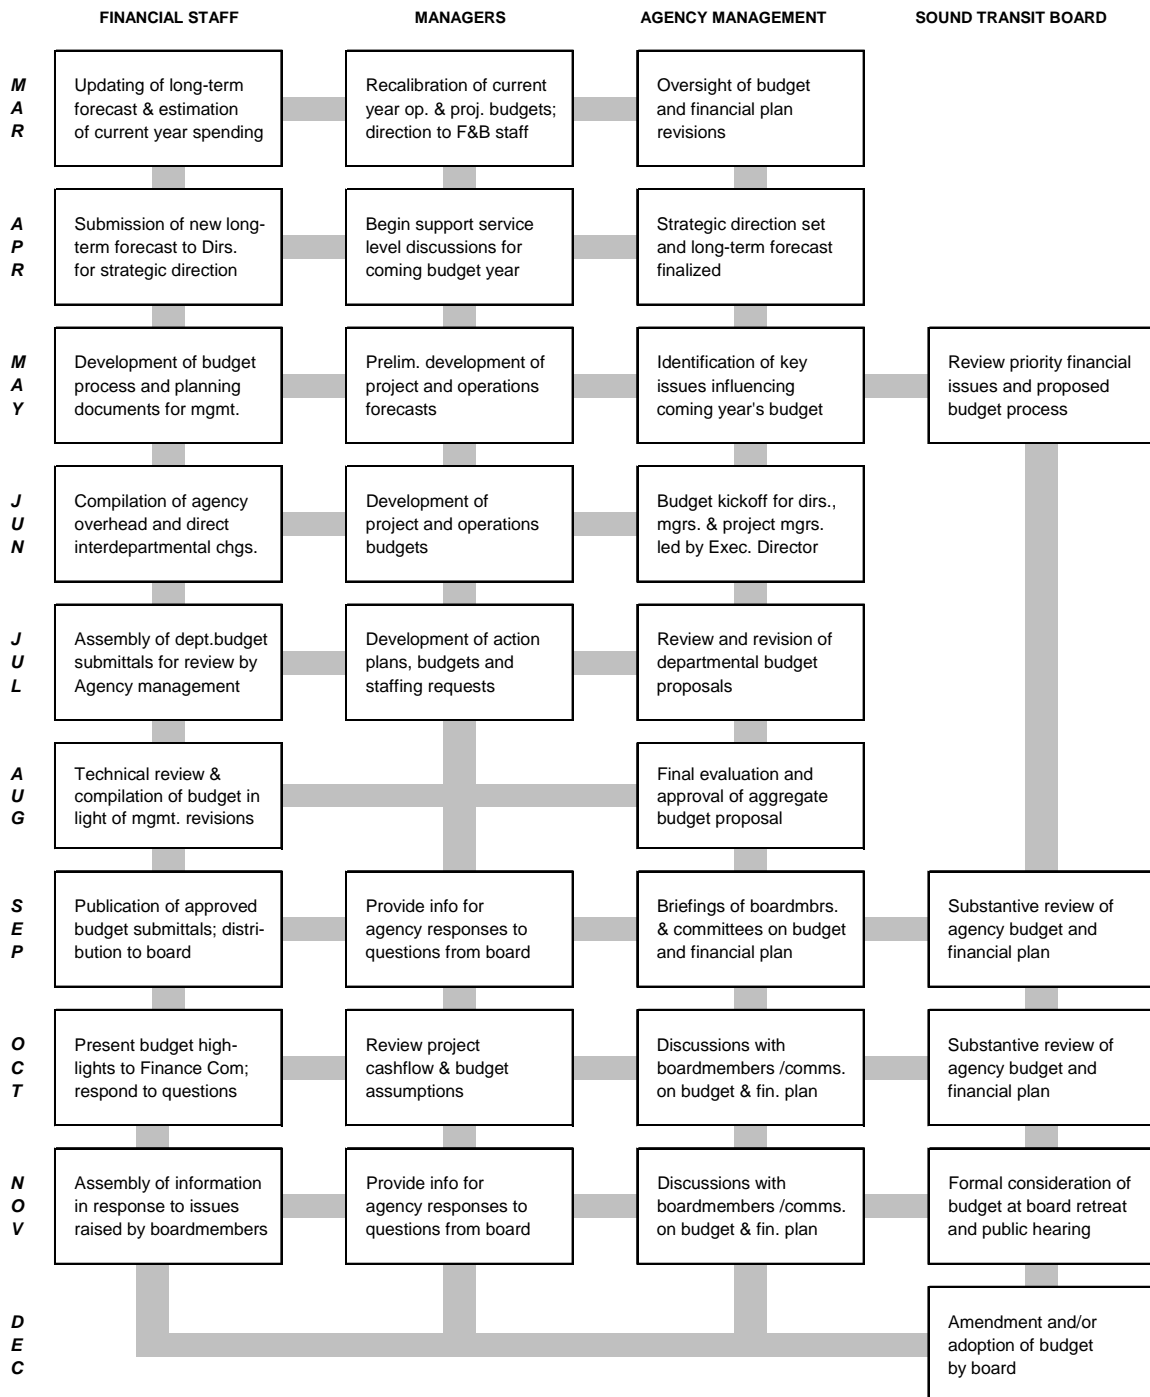 FINANCIAL STAFF
MANAGERS
AGENCY MANAGEMENT
SOUND TRANSIT BOARD
M
A
R
Updating of long-term
forecast & estimation
of current year spending
Recalibration of current
year op. & proj. budgets;
direction to F&B staff
Oversight of budget
and financial plan
revisions
A
P
R
Submission of new long-
term forecast to Dirs.
for strategic direction
Begin support service
level discussions for
coming budget year
Strategic direction set
and long-term forecast
finalized
M
A
Y
Development of budget
process and planning
documents for mgmt.
Prelim. development of
project and operations
forecasts
Identification of key
issues influencing
coming year's budget
Review priority financial
issues and proposed
budget process
J
U
N
Compilation of agency
overhead and direct
interdepartmental chgs.
Development of
project and operations
budgets
Budget kickoff for dirs.,
mgrs. & project mgrs.
led by Exec. Director
J
U
L
Assembly of dept.budget
submittals for review by
Agency management
Development of action
plans, budgets and
staffing requests
Review and revision of
departmental budget
proposals
A
U
G
Technical review &
compilation of budget in
light of mgmt. revisions
Final evaluation and
approval of aggregate
budget proposal
S
E
P
Publication of approved
budget submittals; distri-
bution to board
Provide info for
agency responses to
questions from board
Briefings of boardmbrs.
& committees on budget
and financial plan
Substantive review of
agency budget and
financial plan
O
C
T
Present budget high-
lights to Finance Com;
respond to questions
Review project
cashflow & budget
assumptions
Discussions with
boardmembers /comms.
on budget & fin. plan
Substantive review of
agency budget and
financial plan
N
O
V
Assembly of information
in response to issues
raised by boardmembers
Provide info for
agency responses to
questions from board
Discussions with
boardmembers /comms.
on budget & fin. plan
Formal consideration of
budget at board retreat
and public hearing
D
E
C
Amendment and/or
adoption of budget
by board